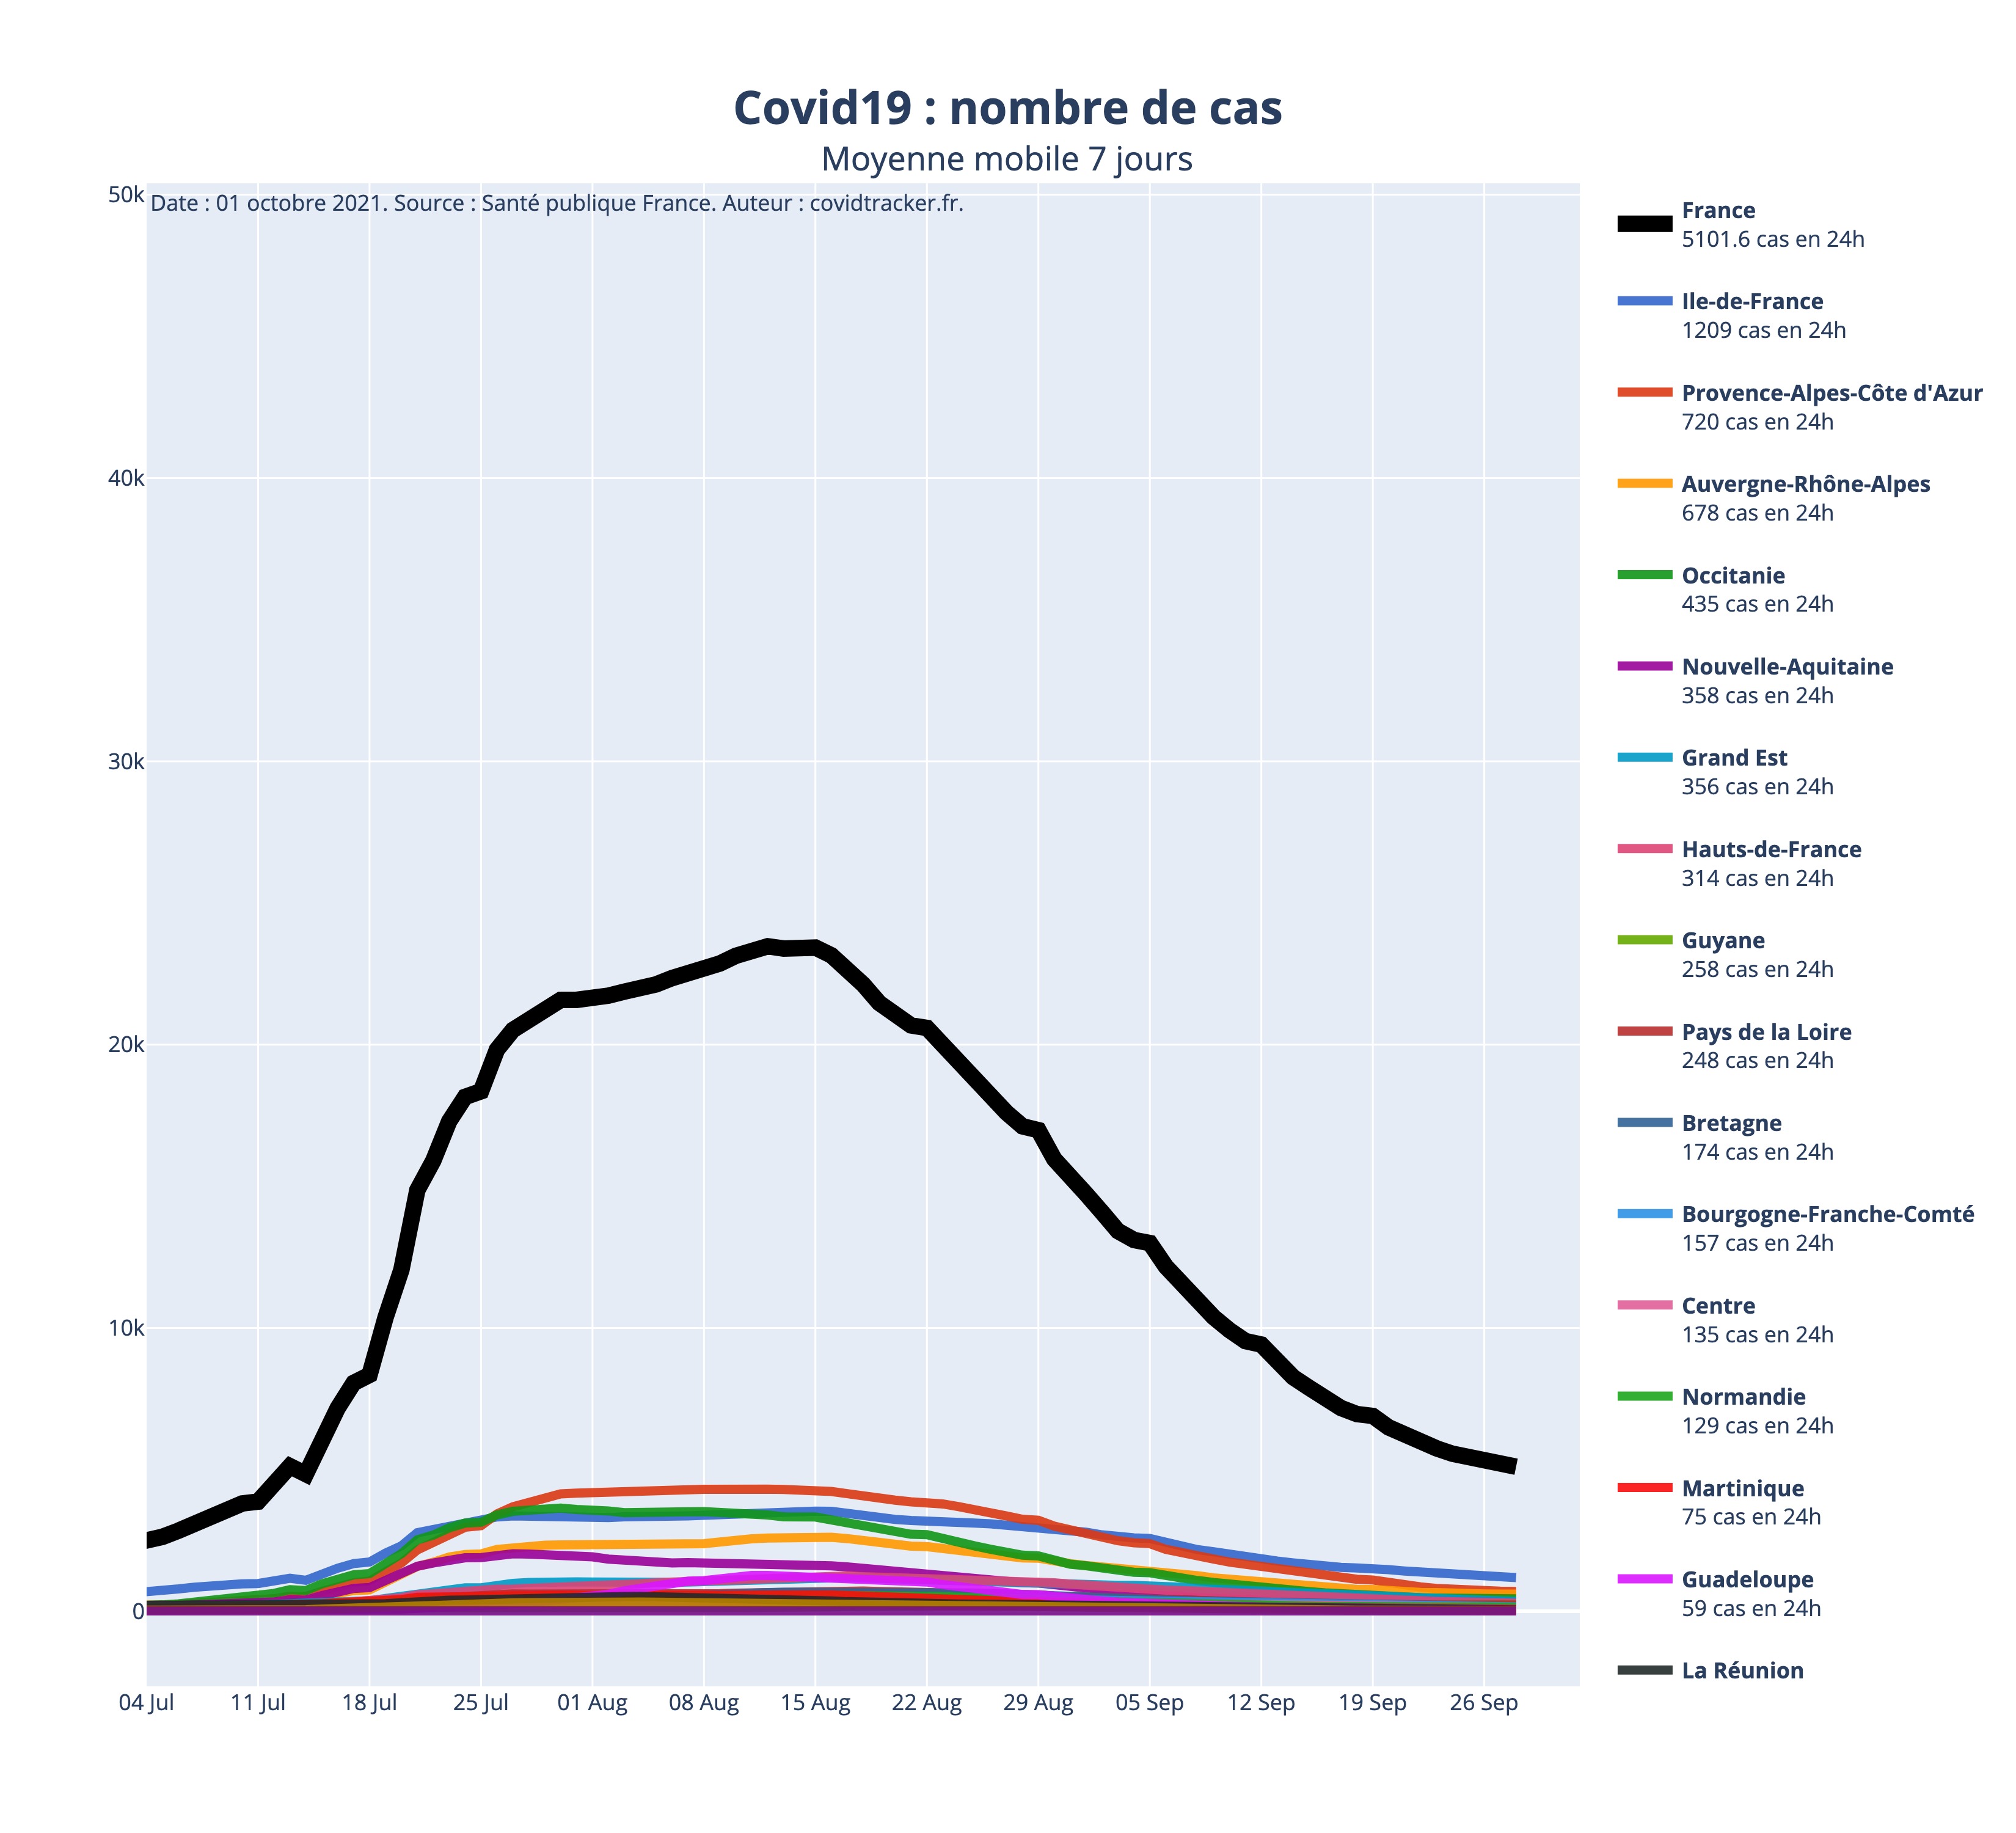 Covid19 : nombre de cas
Moyenne mobile 7 jours
Date : 01 octobre 2021. Source : Santé publique France. Auteur : covidtracker.fr.
50k
40k
30k
20k
10k
0
04 Jul
11 Jul
18 Jul
25 Jul
01 Aug
08 Aug
15 Aug
22 Aug
29 Aug
05 Sep
12 Sep
19 Sep
26 Sep
France
5101.6 cas en 24h
Ile-de-France
1209 cas en 24h
Provence-Alpes-Côte d'Azur
720 cas en 24h
Auvergne-Rhône-Alpes
678 cas en 24h
Occitanie
435 cas en 24h
Nouvelle-Aquitaine
358 cas en 24h
Grand Est
356 cas en 24h
Hauts-de-France
314 cas en 24h
Guyane
258 cas en 24h
Pays de la Loire
248 cas en 24h
Bretagne
174 cas en 24h
Bourgogne-Franche-Comté
157 cas en 24h
Centre
135 cas en 24h
Normandie
129 cas en 24h
Martinique
75 cas en 24h
Guadeloupe
59 cas en 24h
La Réunion